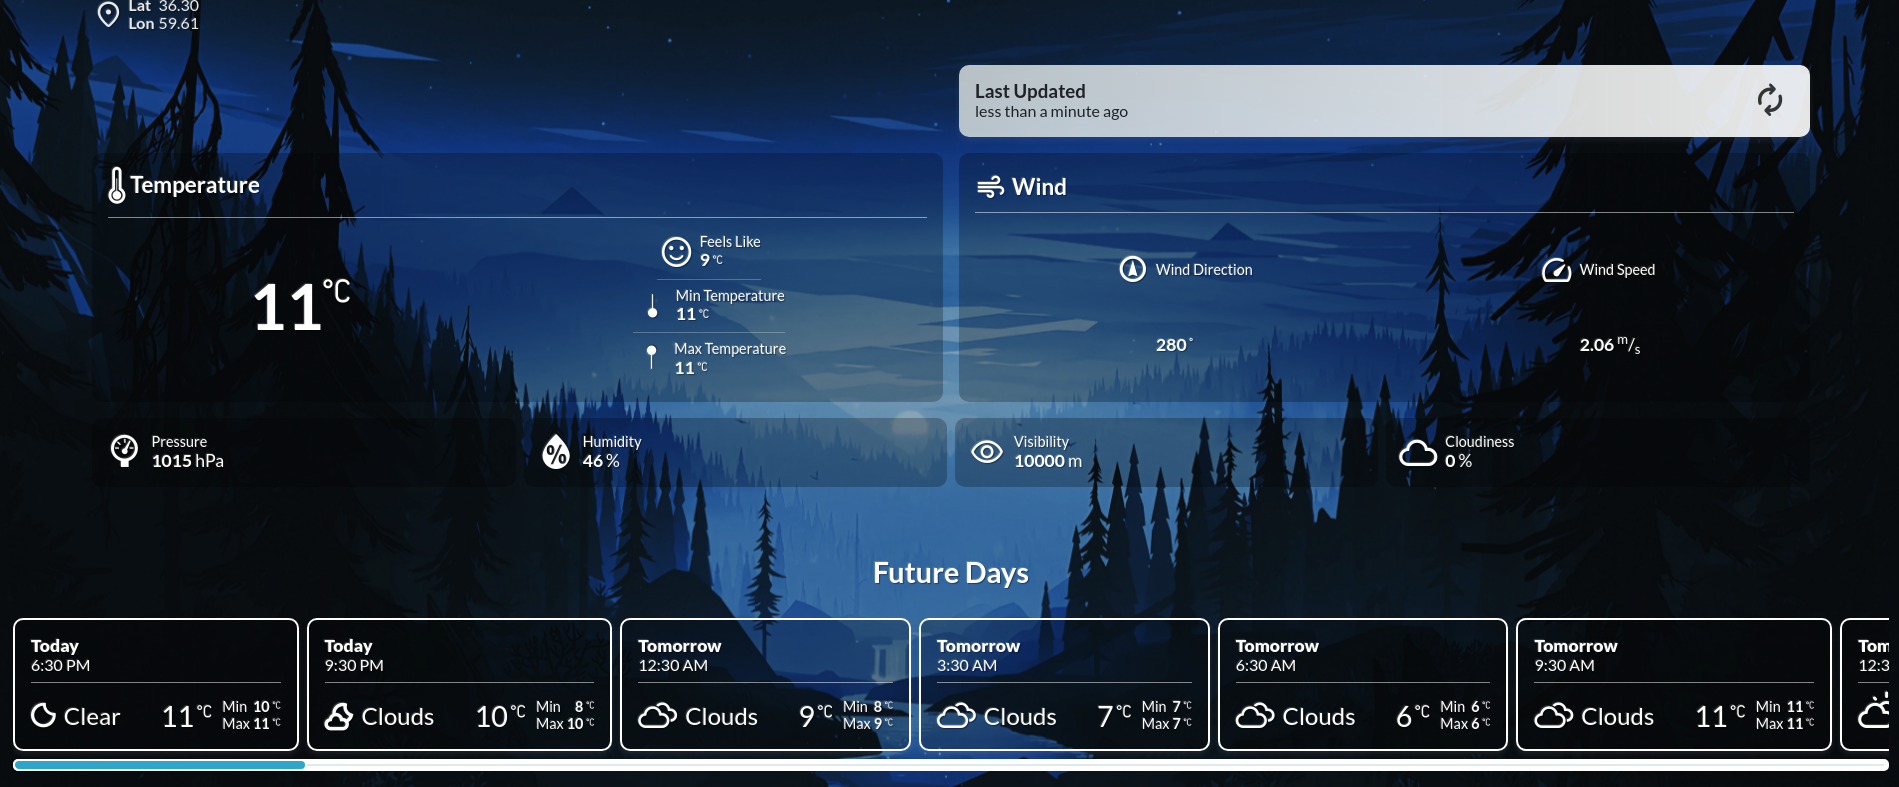 Lat 36.30
Lon 59.61
Last Updated
less than a minute ago
Temperature
11 °C
Feels Like
9 °C
Min Temperature
11 °C
Max Temperature
11 °C
Wind
Wind Direction
280 °
Wind Speed
2.06 m/s
Pressure
1015 hPa
Humidity
46 %
Visibility
10000 m
Cloudiness
0 %
Future Days
Today
6:30 PM
Clear 11 °C
Min 10 °C
Max 11 °C
Today
9:30 PM
Clouds 10 °C
Min 8 °C
Max 10 °C
Tomorrow
12:30 AM
Clouds 9 °C
Min 8 °C
Max 9 °C
Tomorrow
3:30 AM
Clouds 7 °C
Min 7 °C
Max 7 °C
Tomorrow
6:30 AM
Clouds 6 °C
Min 6 °C
Max 6 °C
Tomorrow
9:30 AM
Clouds 11 °C
Min 11 °C
Max 11 °C
Tom
12:3